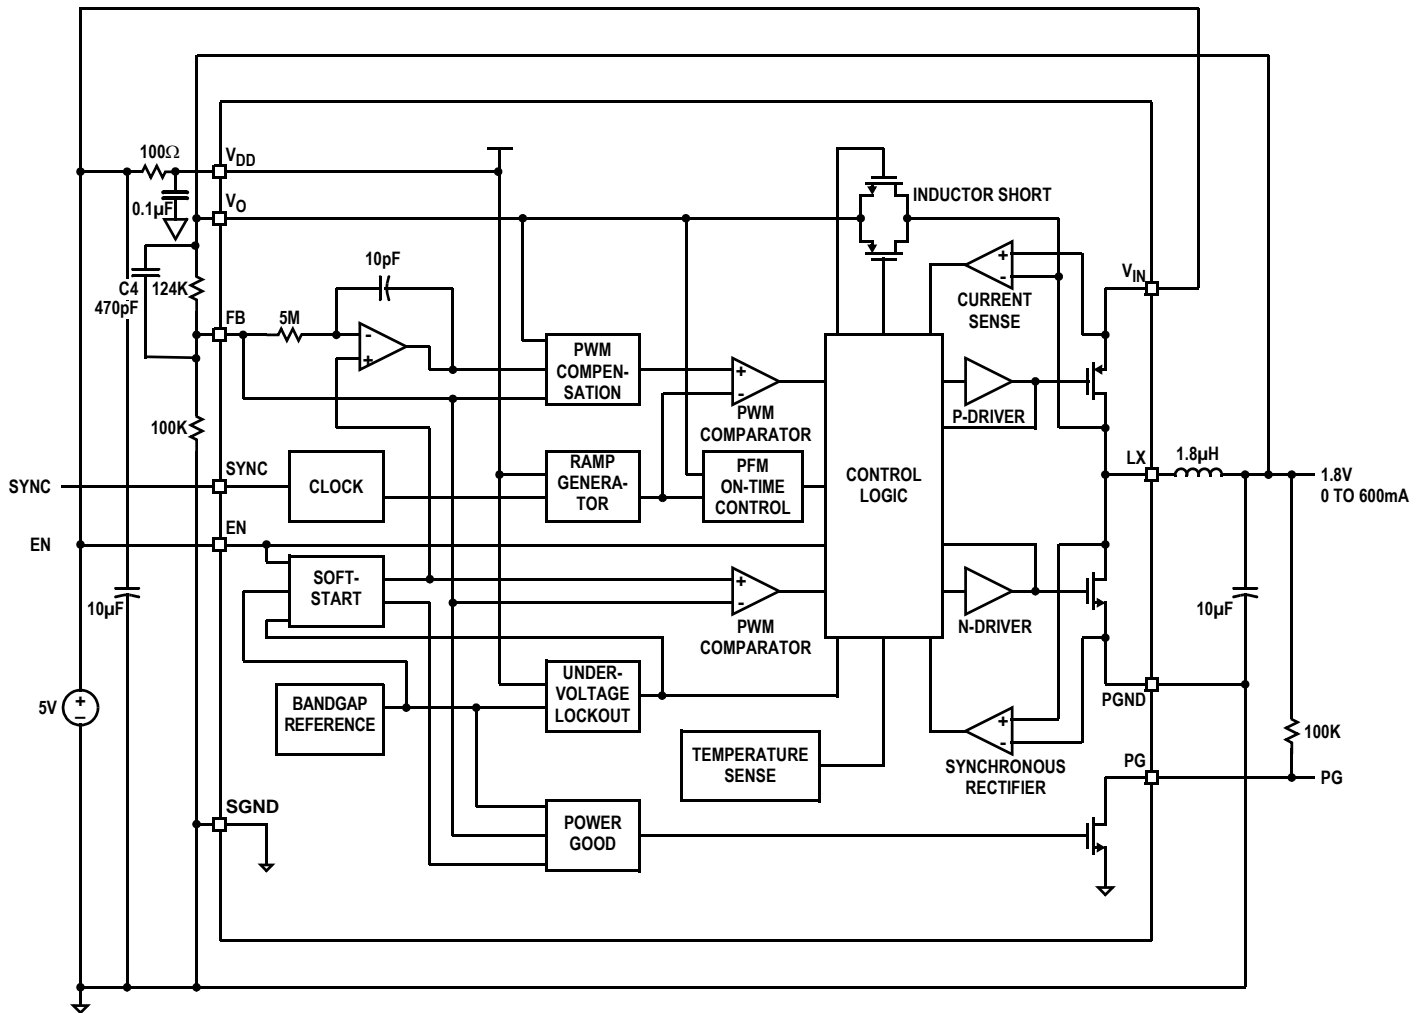 100Ω
VDD
0.1µF
VO
INDUCTOR SHORT
10pF
C4
470pF
124K
+
-
CURRENT
SENSE
VIN
FB
5M
-
+
PWM
COMPEN-
SATION
+
-
PWM
COMPARATOR
P-DRIVER
100K
SYNC
SYNC
CLOCK
RAMP
GENERA-
TOR
PFM
ON-TIME
CONTROL
CONTROL
LOGIC
LX
1.8µH
1.8V
0 TO 600mA
EN
EN
SOFT-
START
+
-
PWM
COMPARATOR
N-DRIVER
10µF
10µF
5V
+
–
BANDGAP
REFERENCE
UNDER-
VOLTAGE
LOCKOUT
TEMPERATURE
SENSE
+
-
SYNCHRONOUS
RECTIFIER
PGND
100K
PG
PG
SGND
POWER
GOOD